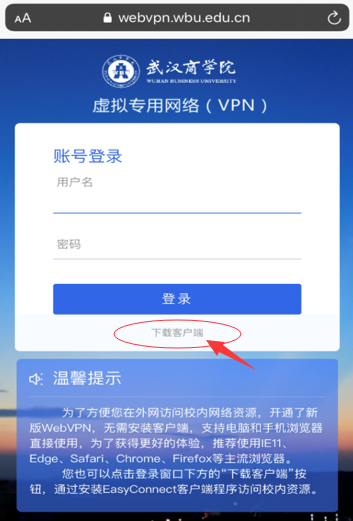 AA webvpn.wbu.edu.cn
武汉商学院
WUHAN BUSINESS UNIVERSITY
虚拟专用网络（VPN）
账号登录
用户名
密码
登录
下载客户端
温馨提示
为了方便您在外网访问校内网络资源，开通了新
版WebVPN，无需安装客户端，支持电脑和手机浏览器
直接使用，为了获得更好的体验，推荐使用IE11、
Edge、Safari、Chrome、Firefox等主流浏览器。
您也可以点击登录窗口下方的“下载客户端”按
钮，通过安装EasyConnect客户端程序访问校内资源。